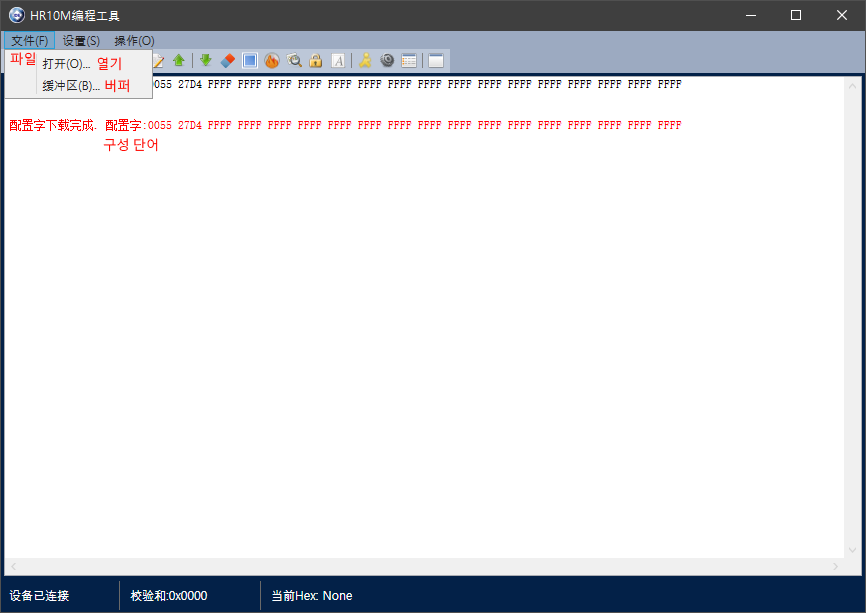 HR10M编程工具
文件(F) 设置(S) 操作(O)
파일
打开(O)... 열기
缓冲区(B)... 버퍼
0055 27D4 FFFF FFFF FFFF FFFF FFFF FFFF FFFF FFFF FFFF FFFF FFFF FFFF FFFF FFFF FFFF FFFF
配置字下载完成. 配置字:0055 27D4 FFFF FFFF FFFF FFFF FFFF FFFF FFFF FFFF FFFF FFFF FFFF FFFF FFFF FFFF FFFF FFFF
구성 단어
设备已连接 校验和:0x0000 当前Hex: None